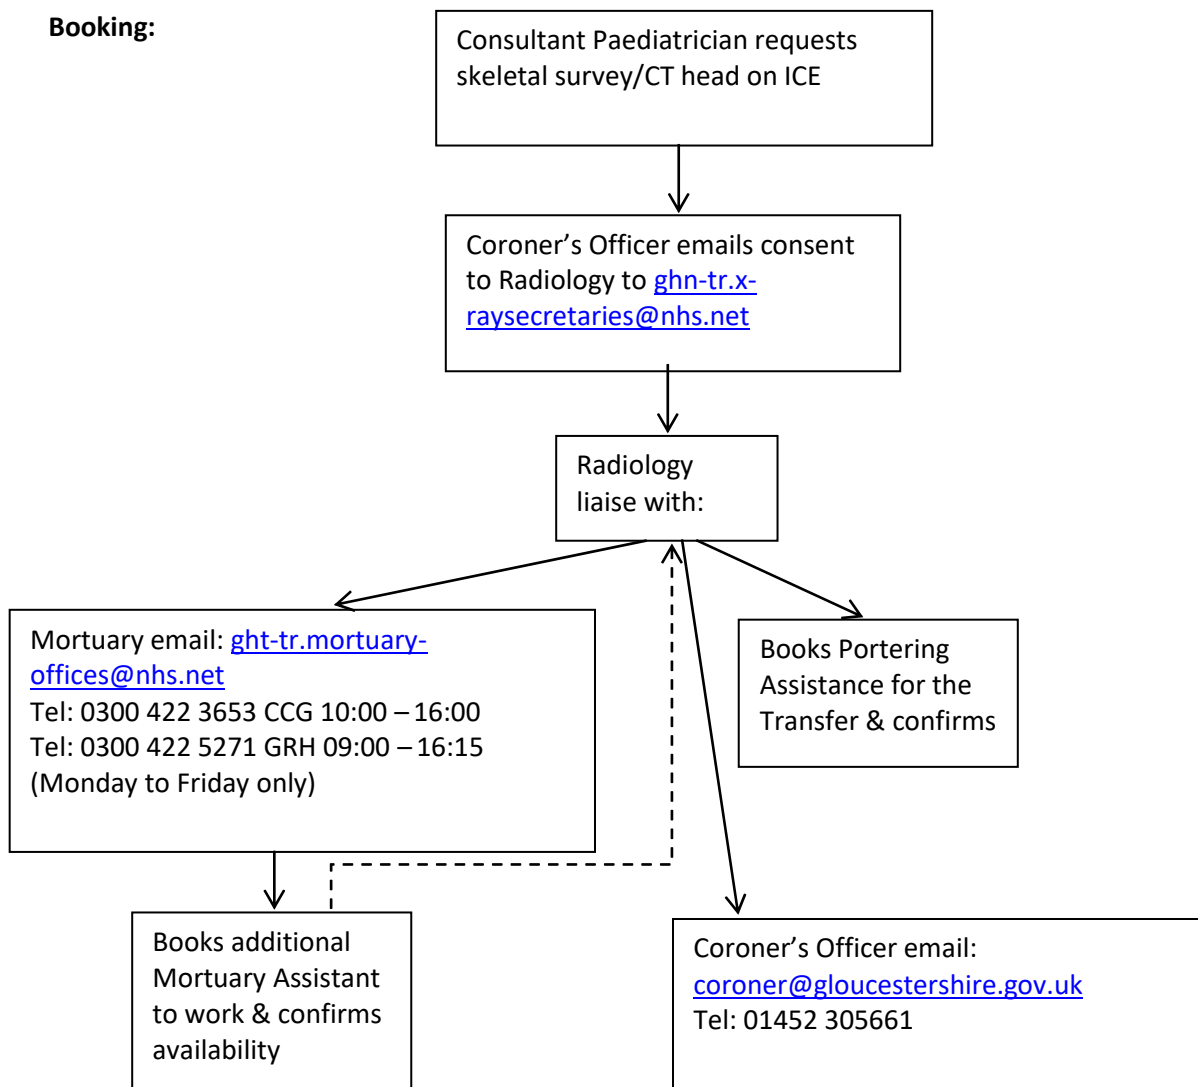 Booking:
Consultant Paediatrician requests
skeletal survey/CT head on ICE
Coroner’s Officer emails consent
to Radiology to ghn-tr.x-
raysecretaries@nhs.net
Radiology
liaise with:
Mortuary email: ght-tr.mortuary-
offices@nhs.net
Tel: 0300 422 3653 CCG 10:00 – 16:00
Tel: 0300 422 5271 GRH 09:00 – 16:15
(Monday to Friday only)
Books Portering
Assistance for the
Transfer & confirms
Books additional
Mortuary Assistant
to work & confirms
availability
Coroner’s Officer email:
coroner@gloucestershire.gov.uk
Tel: 01452 305661